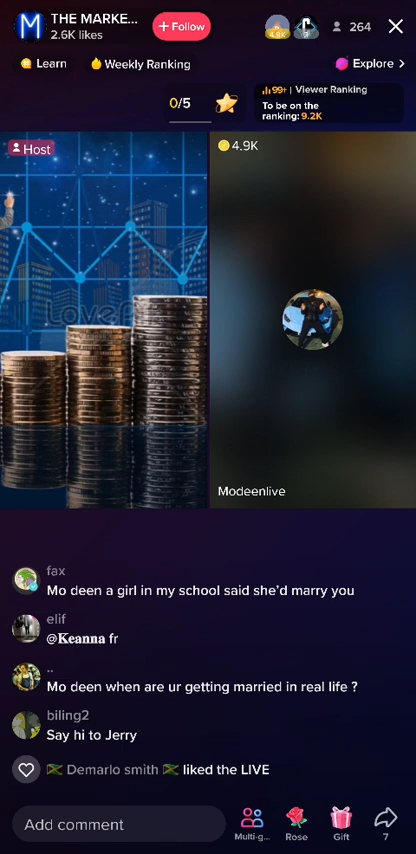 THE MARKE...
2.6K likes
+ Follow
4.9K
264
Learn
Weekly Ranking
Explore >
0/5
99+ | Viewer Ranking
To be on the
ranking: 9.2K
Host
4.9K
Modeenlive
fax
Mo deen a girl in my school said she'd marry you
elif
@𝐊𝐞𝐚𝐧𝐧𝐚 fr
..
Mo deen when are ur getting married in real life ?
biling2
Say hi to Jerry
Demarlo smith liked the LIVE
Add comment
Multi-g...
Rose
Gift
7